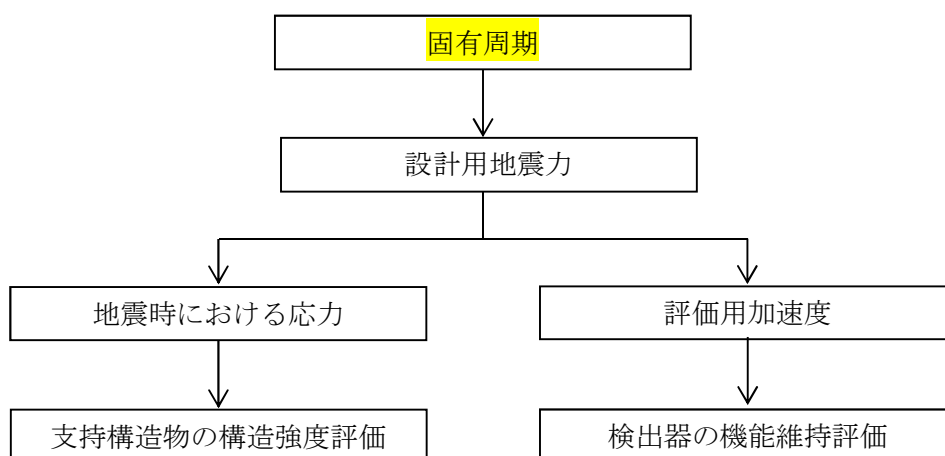 固有周期
設計用地震力
地震時における応力
評価用加速度
支持構造物の構造強度評価
検出器の機能維持評価